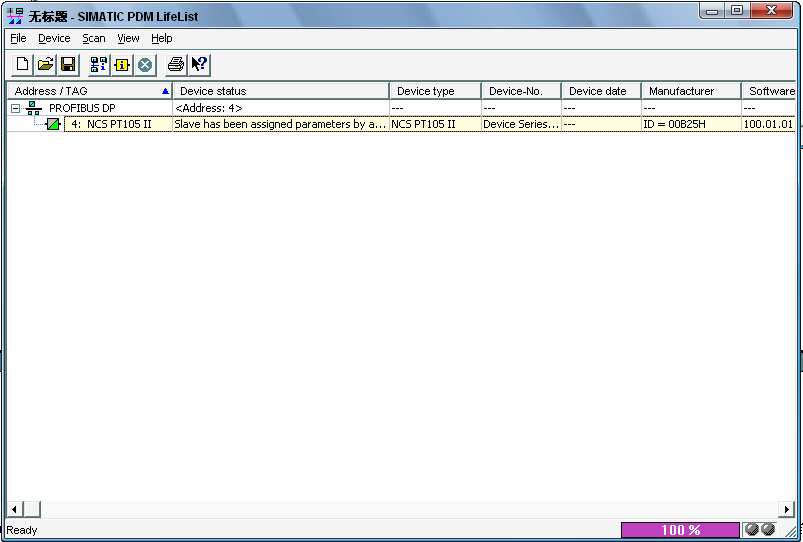 无标题 - SIMATIC PDM LifeList
File Device Scan View Help
Address / TAG Device status Device type Device-No. Device date Manufacturer Software
PROFIBUS DP <Address: 4> --- --- --- --- ---
4: NCS PT105 II Slave has been assigned parameters by a... NCS PT105 II Device Series... --- ID = 00B25H 100.01.01
Ready 100 %